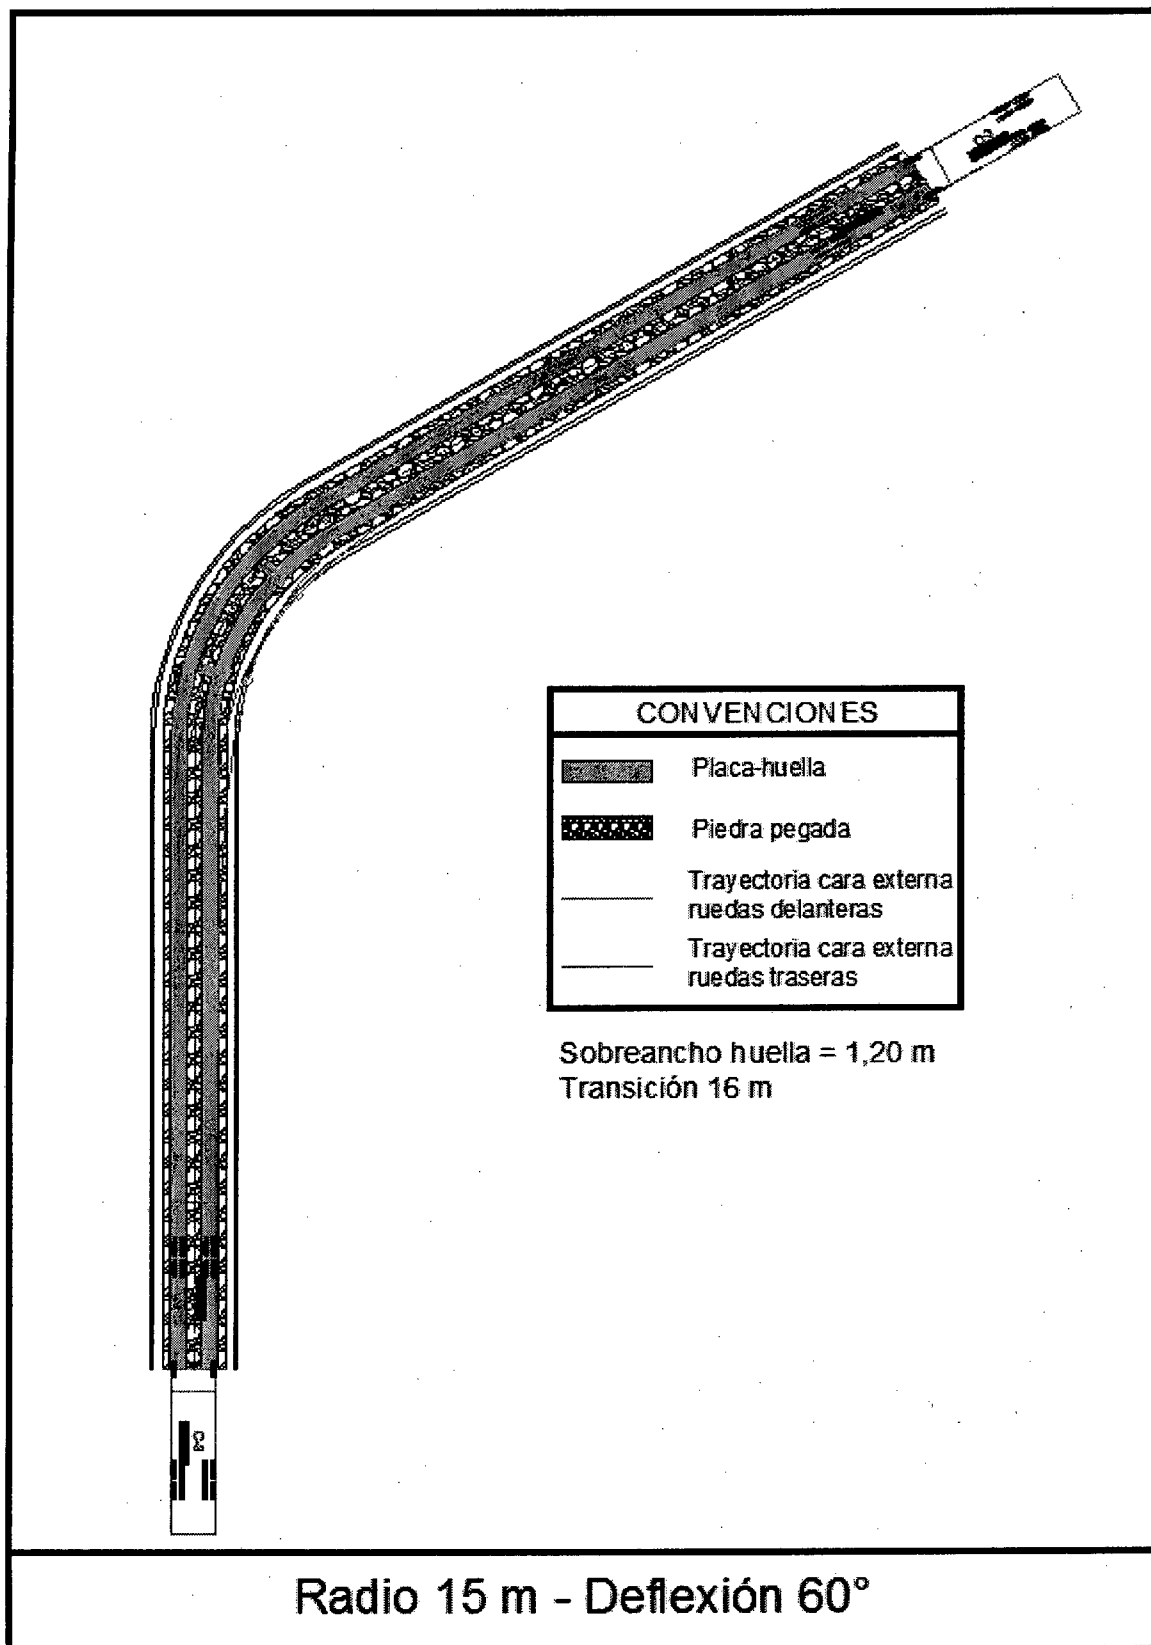 CONVENCIONES
Placa-huella
Piedra pegada
Trayectoria cara externa
ruedas delanteras
Trayectoria cara externa
ruedas traseras
Sobreancho huella = 1,20 m
Transición 16 m
Radio 15 m - Deflexión 60°